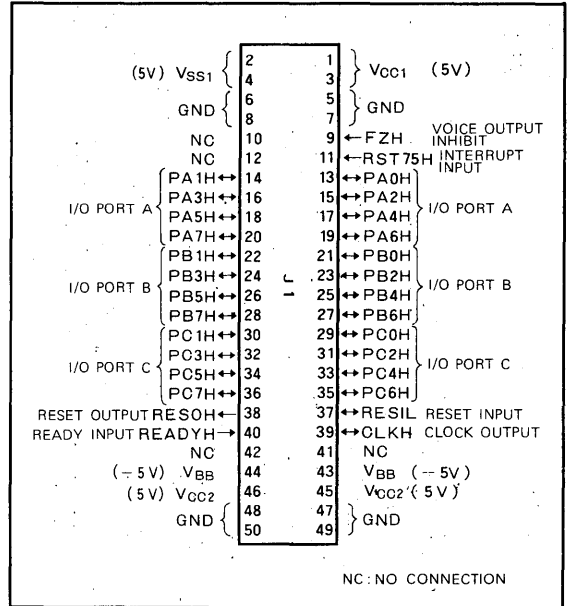 (5V) VSS1 { 2 1 } VCC1 (5V)
4 3
GND { 6 5 } GND
8 7
NC 10 9 ←FZH VOICE OUTPUT INHIBIT
NC 12 11 ←RST75H INTERRUPT INPUT
PA1H↔ 14 13 ↔PA0H
I/O PORT A { PA3H↔ 16 15 ↔PA2H } I/O PORT A
PA5H↔ 18 17 ↔PA4H
PA7H↔ 20 19 ↔PA6H
PB1H↔ 22 21 ↔PB0H
I/O PORT B { PB3H↔ 24 J1 23 ↔PB2H } I/O PORT B
PB5H↔ 26 25 ↔PB4H
PB7H↔ 28 27 ↔PB6H
PC1H↔ 30 29 ↔PC0H
I/O PORT C { PC3H↔ 32 31 ↔PC2H } I/O PORT C
PC5H↔ 34 33 ↔PC4H
PC7H↔ 36 35 ↔PC6H
RESET OUTPUT RESOH← 38 37 ↔RESIL RESET INPUT
READY INPUT READYH→ 40 39 ↔CLKH CLOCK OUTPUT
NC 42 41 NC
(-5V) VBB 44 43 VBB (-5V)
(5V) VCC2 46 45 VCC2 (5V)
GND { 48 47 } GND
50 49
NC: NO CONNECTION